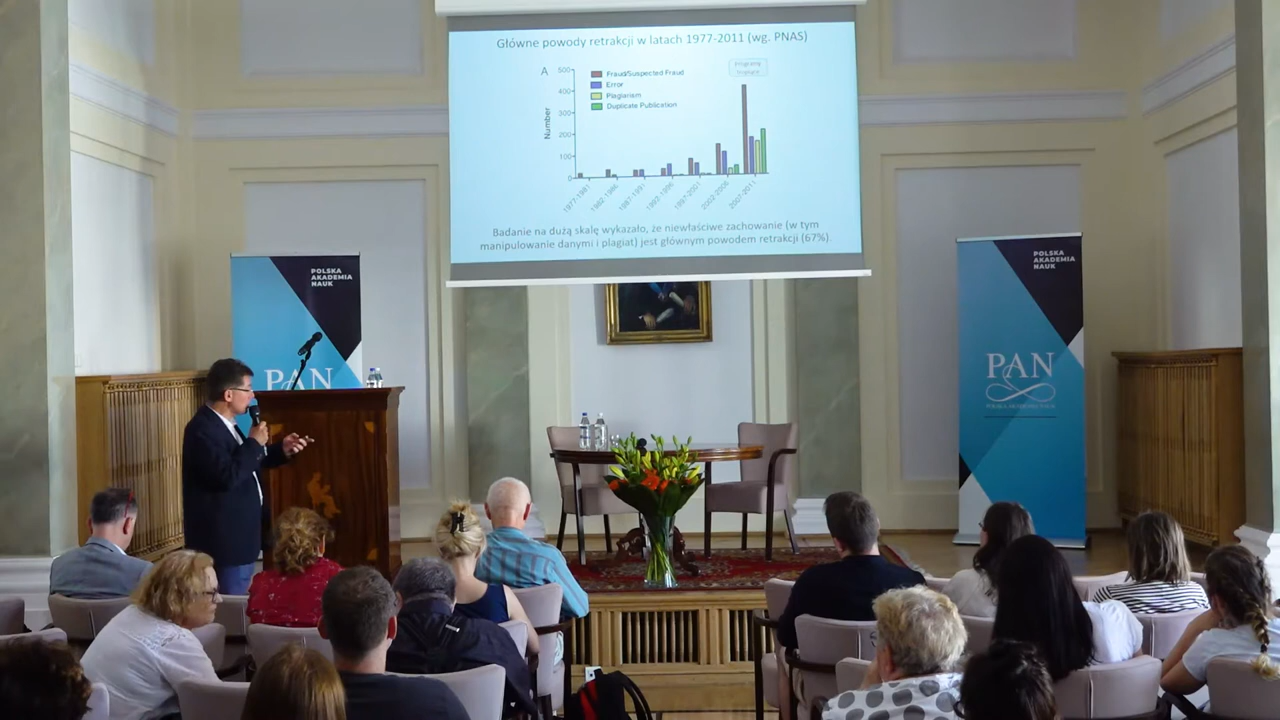 Główne powody retrakcji w latach 1977-2011 (wg. PNAS)
A
500
Fraud/Suspected Fraud
Error
Plagiarism
Duplicate Publication
400
300
200
100
0
Number
1977-1981
1982-1986
1987-1991
1992-1996
1997-2001
2002-2006
2007-2011
Badanie na dużą skalę wykazało, że niewłaściwe zachowanie (w tym
manipulowanie danymi i plagiat) jest głównym powodem retrakcji (67%).
POLSKA
AKADEMIA
NAUK
PAN
POLSKA
AKADEMIA
NAUK
PAN
POLSKA AKADEMIA NAUK